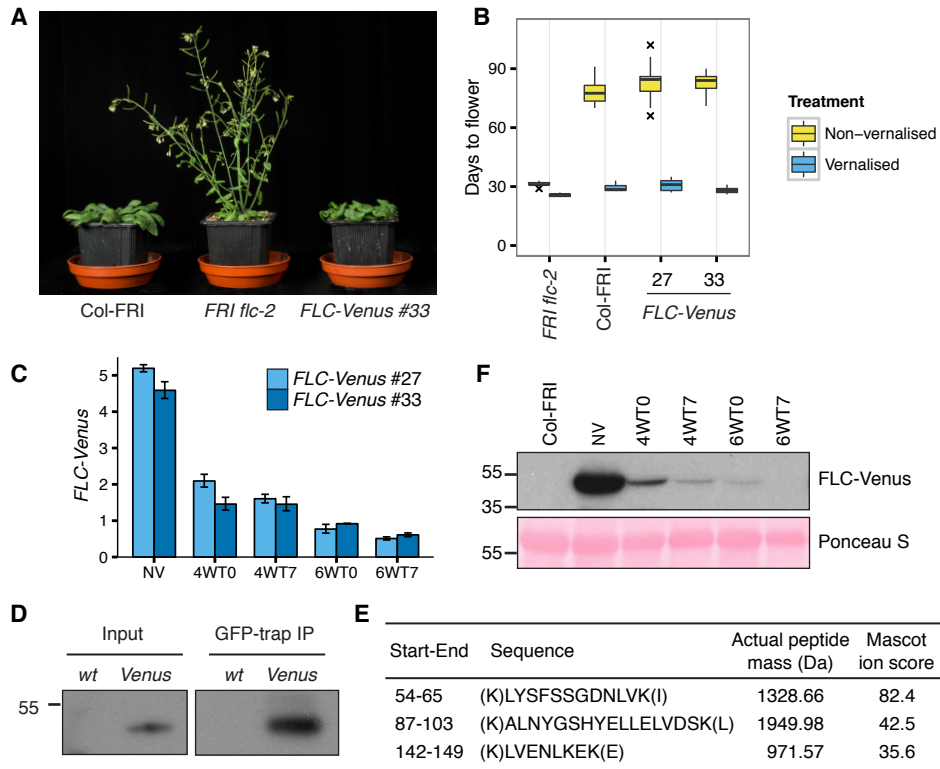 A
Col-FRI
FRI flc-2
FLC-Venus #33
B
Days to flower
90
60
30
0
FRI flc-2
Col-FRI
27
33
FLC-Venus
Treatment
Non−vernalised
Vernalised
C
FLC-Venus
5
4
3
2
1
0
FLC-Venus #27
FLC-Venus #33
NV
4WT0
4WT7
6WT0
6WT7
F
Col-FRI
NV
4WT0
4WT7
6WT0
6WT7
55
35
FLC-Venus
55
Ponceau S
D
Input
GFP-trap IP
wt
Venus
wt
Venus
55
E
Start-End Sequence Actual peptide mass (Da) Mascot ion score
54-65 (K)LYSFSSGDNLVK(I) 1328.66 82.4
87-103 (K)ALNYGSHYELLELVDSK(L) 1949.98 42.5
142-149 (K)LVENLKEK(E) 971.57 35.6